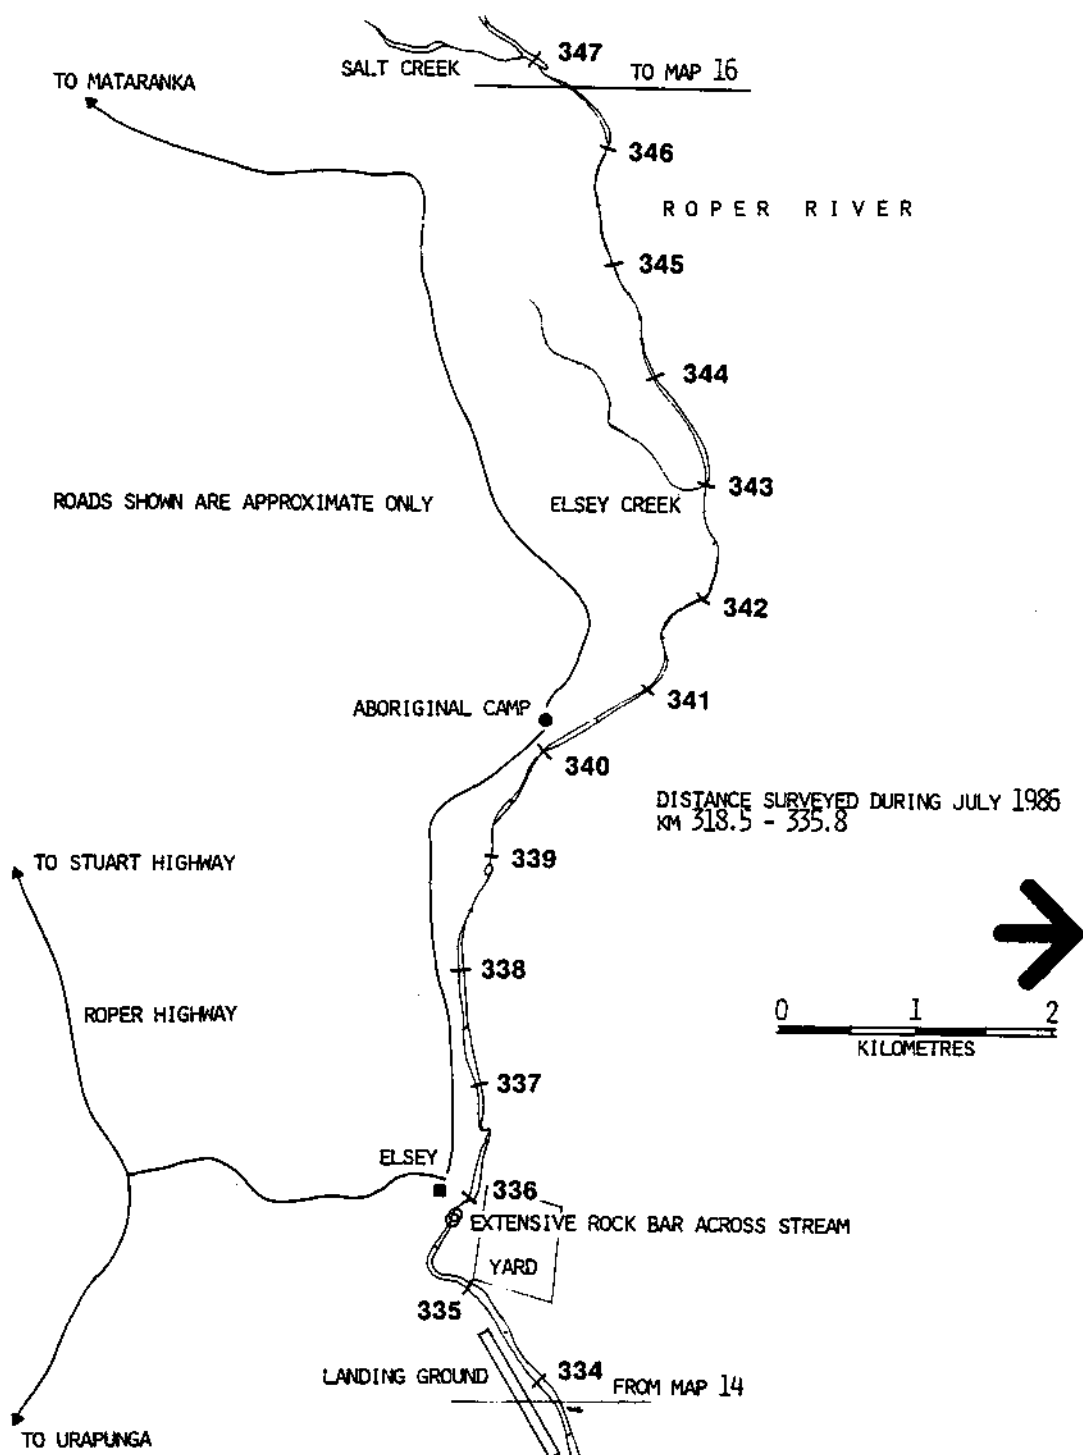 347
SALT CREEK
TO MAP 16
TO MATARANKA
346
ROPER RIVER
345
344
343
ROADS SHOWN ARE APPROXIMATE ONLY
ELSEY CREEK
342
341
ABORIGINAL CAMP
340
DISTANCE SURVEYED DURING JULY 1986
KM 318.5 - 335.8
339
TO STUART HIGHWAY
338
ROPER HIGHWAY
0 1 2
KILOMETRES
337
ELSEY
336
EXTENSIVE ROCK BAR ACROSS STREAM
YARD
335
LANDING GROUND
334
FROM MAP 14
TO URAPUNGA